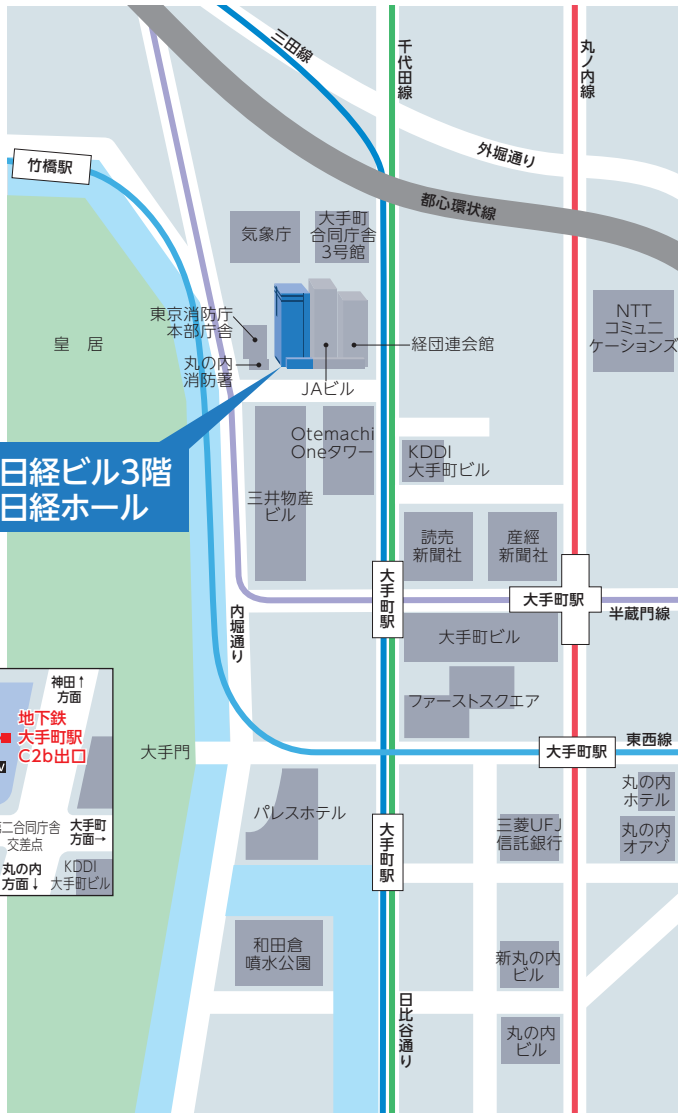 三田線
千代田線
丸ノ内線
外堀通り
都心環状線
竹橋駅
気象庁
大手町
合同庁舎
3号館
NTT
コミュニ
ケーションズ
東京消防庁
本部庁舎
皇 居
経団連会館
丸の内
消防署
JAビル
Otemachi
Oneタワー
KDDI
大手町ビル
日経ビル3階
日経ホール
三井物産
ビル
読売
新聞社
産經
新聞社
大手町駅
大手町駅
半蔵門線
内堀通り
大手町ビル
ファーストスクエア
神田↑
方面
地下鉄
大手町駅
C2b出口
二合同庁舎
交差点
大手町
方面→
丸の内
方面↓
KDDI
大手町ビル
大手門
東西線
大手町駅
丸の内
ホテル
パレスホテル
大手町駅
三菱UFJ
信託銀行
丸の内
オアゾ
和田倉
噴水公園
新丸の内
ビル
日比谷通り
丸の内
ビル